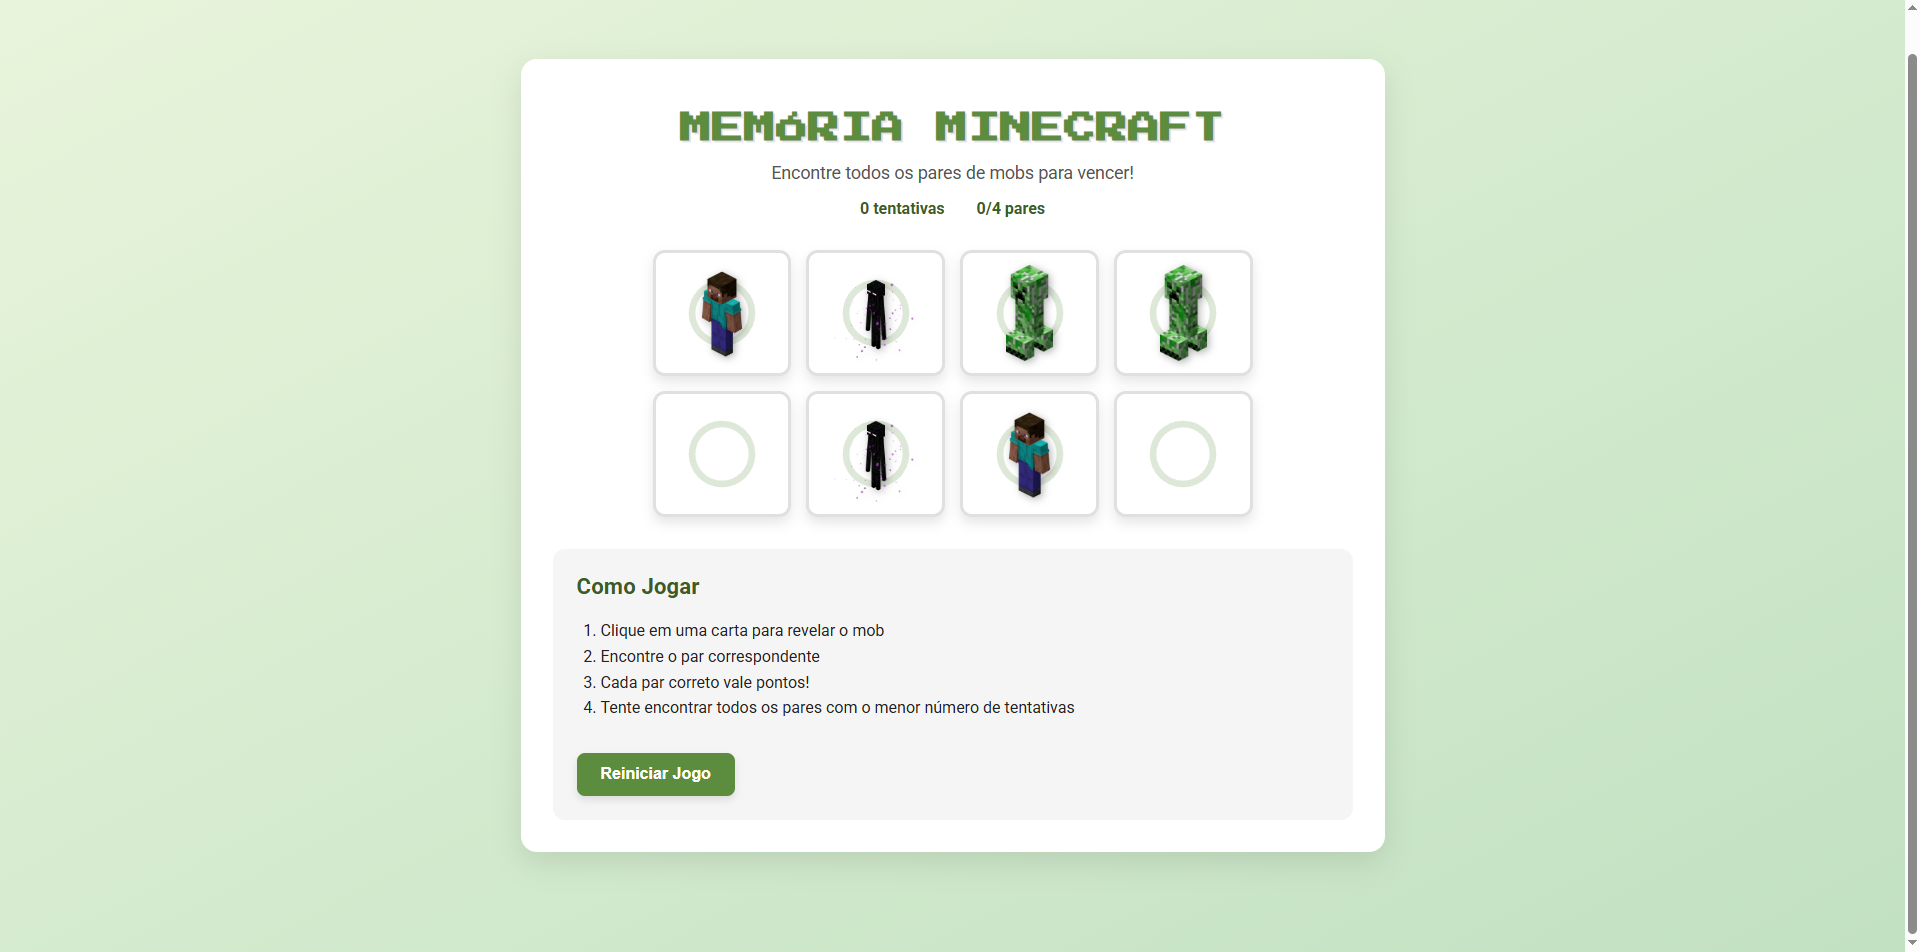 MEMóRIA MINECRAFT
Encontre todos os pares de mobs para vencer!
0 tentativas 0/4 pares
Como Jogar
1. Clique em uma carta para revelar o mob
2. Encontre o par correspondente
3. Cada par correto vale pontos!
4. Tente encontrar todos os pares com o menor número de tentativas
Reiniciar Jogo